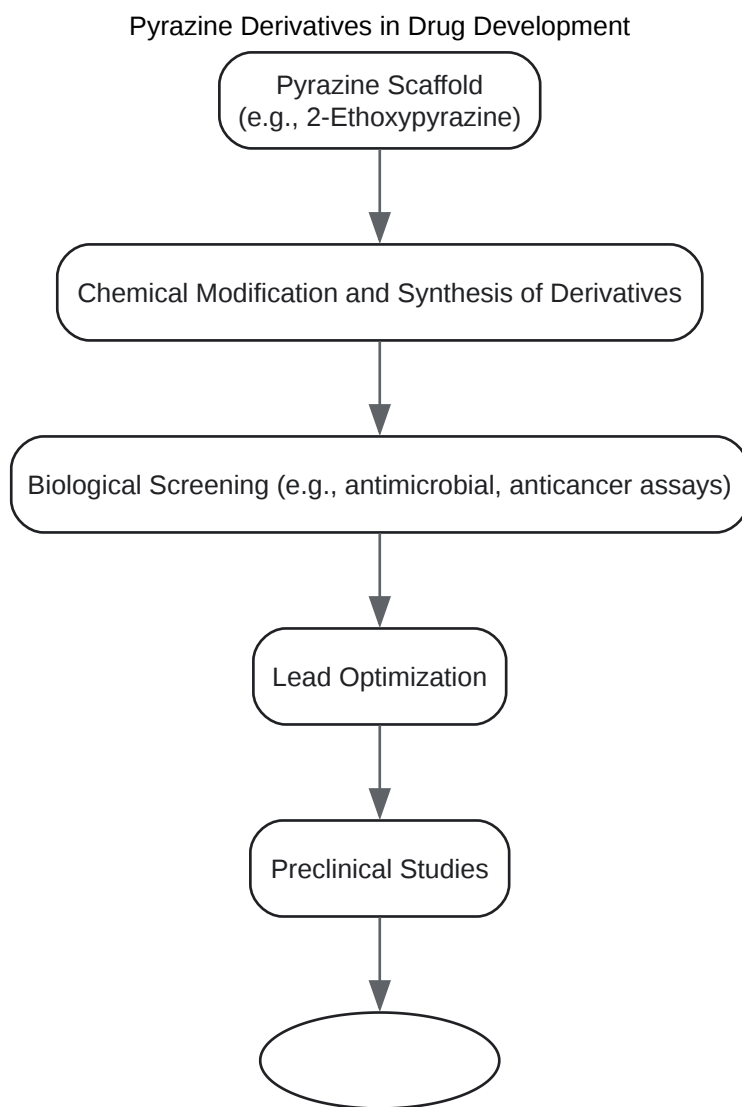 Pyrazine Derivatives in Drug Development
Pyrazine Scaffold
(e.g., 2-Ethoxypyrazine)
Chemical Modification and Synthesis of Derivatives
Biological Screening (e.g., antimicrobial, anticancer assays)
Lead Optimization
Preclinical Studies